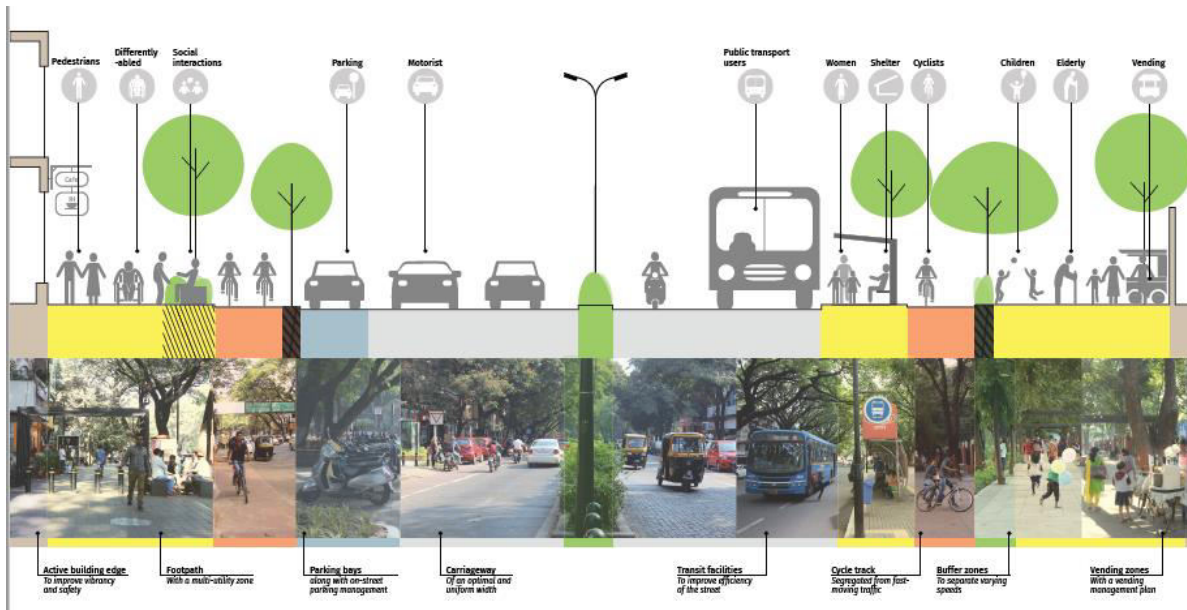 Pedestrians
Differently
-abled
Social
interactions
Parking
Motorist
Public transport
users
Women
Shelter
Cyclists
Children
Elderly
Vending
Cafe
Active building edge
To improve vibrancy
and safety
Footpath
With a multi-utility zone
Parking bays
along with on-street
parking management
Carriageway
Of an optimal and
uniform width
Transit facilities
To improve efficiency
of the street
Cycle track
Segregated from fast-
moving traffic
Buffer zones
To separate varying
speeds
Vending zones
With a vending
management plan